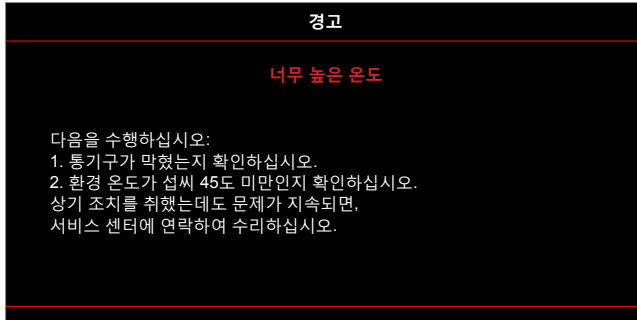 경고
너무 높은 온도
다음을 수행하십시오:
1. 통기구가 막혔는지 확인하십시오.
2. 환경 온도가 섭씨 45도 미만인지 확인하십시오.
상기 조치를 취했는데도 문제가 지속되면,
서비스 센터에 연락하여 수리하십시오.